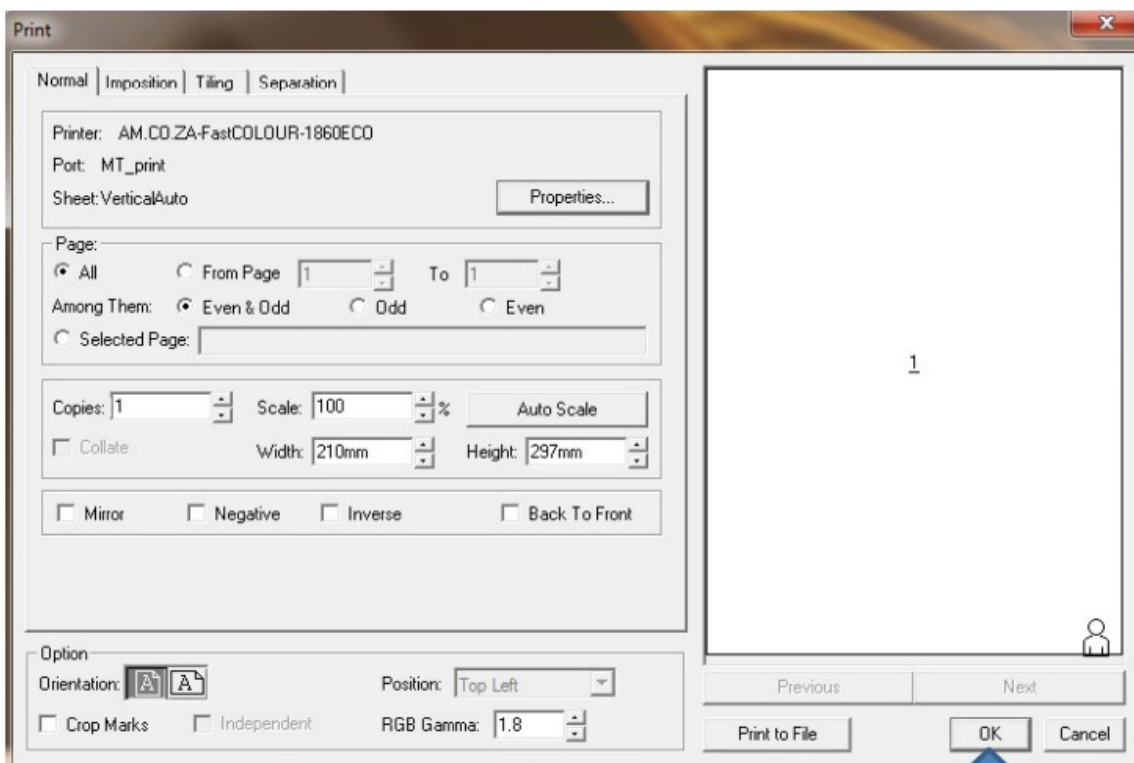 Print
Normal Imposition Tiling Separation
Printer: AM.CO.ZA-FastCOLOUR-1860ECO
Port: MT_print
Sheet:VerticalAuto
Properties...
Page:
All From Page 1 To 1
Among Them: Even & Odd Odd Even
Selected Page:
Copies: 1 Scale: 100 % Auto Scale
Collate Width: 210mm Height: 297mm
Mirror Negative Inverse Back To Front
Option
Orientation: A A Position: Top Left
Crop Marks Independent RGB Gamma: 1.8
1
Previous Next
Print to File OK Cancel